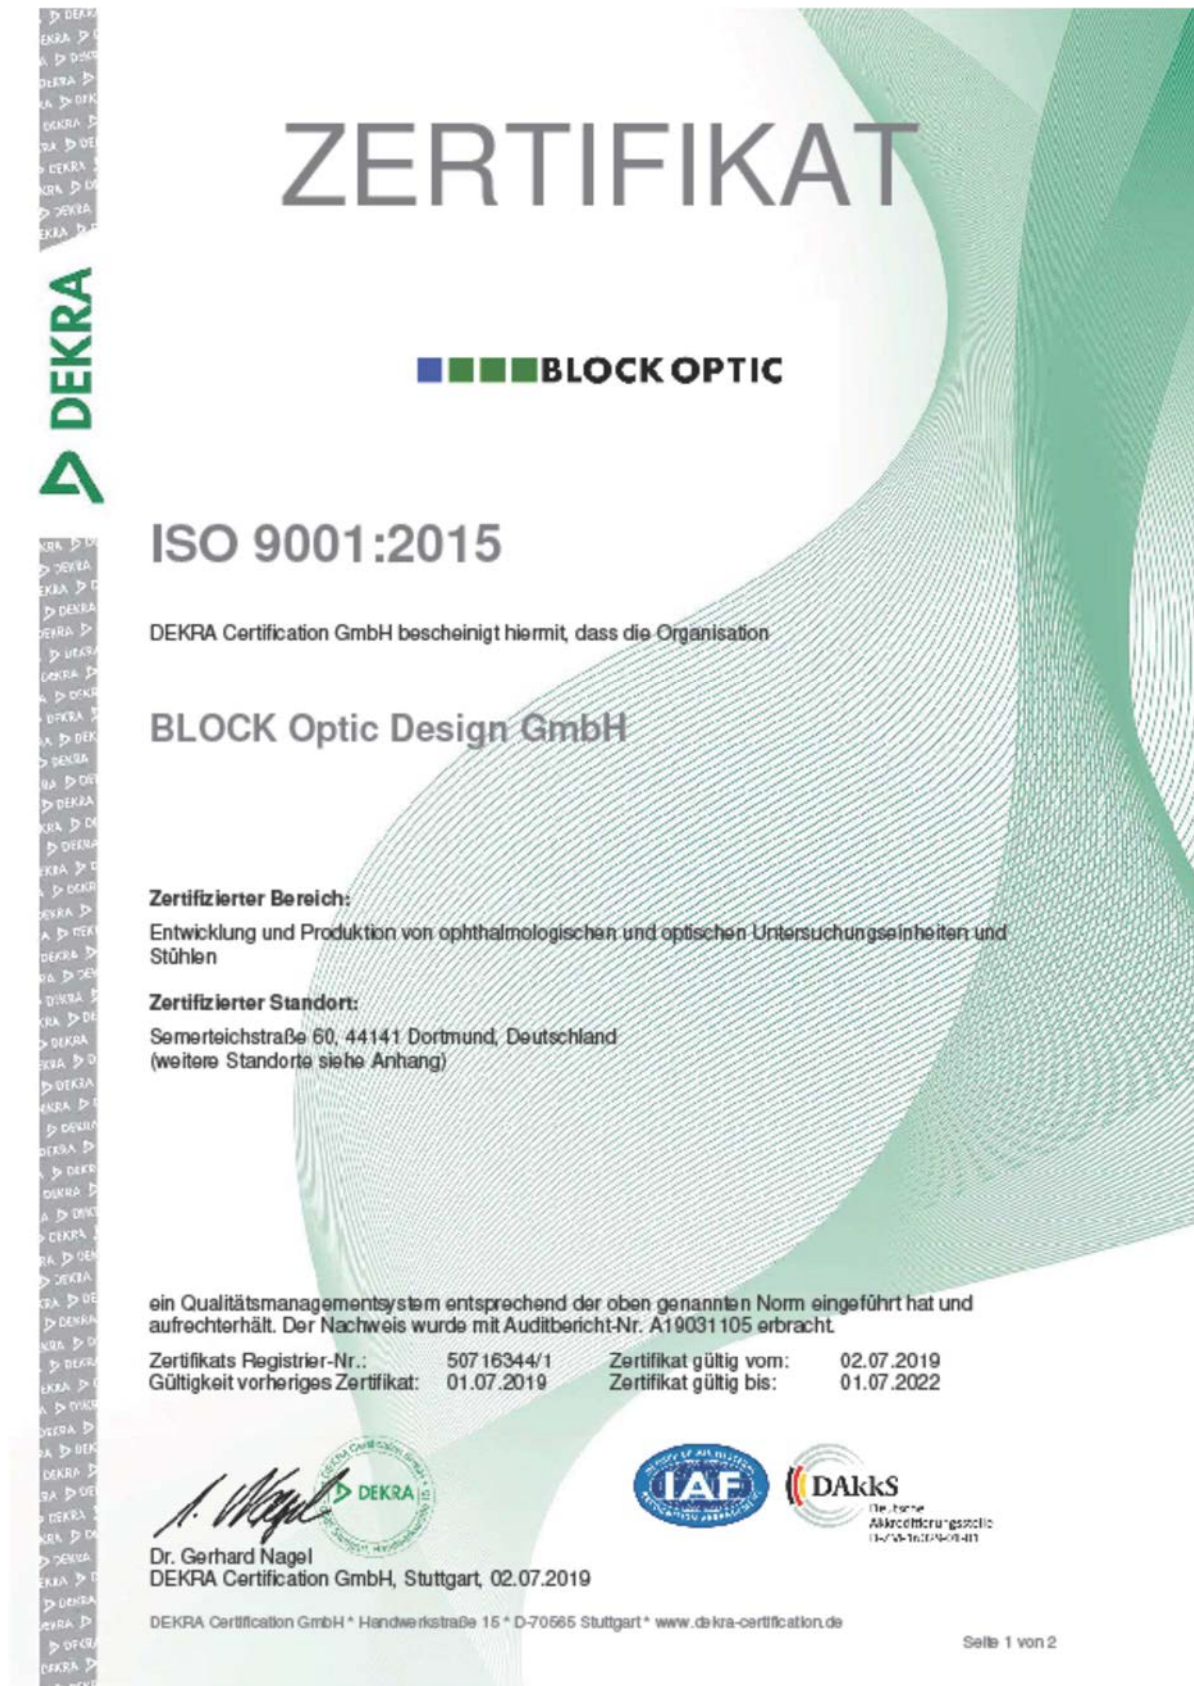 ZERTIFIKAT
DEKRA
BLOCK OPTIC
ISO 9001:2015
DEKRA Certification GmbH bescheinigt hiermit, dass die Organisation
BLOCK Optic Design GmbH
Zertifizierter Bereich:
Entwicklung und Produktion von ophthalmologischen und optischen Untersuchungseinheiten und
Stühlen
Zertifizierter Standort:
Semerteichstraße 60, 44141 Dortmund, Deutschland
(weitere Standorte siehe Anhang)
ein Qualitätsmanagementsystem entsprechend der oben genannten Norm eingeführt hat und
aufrechterhält. Der Nachweis wurde mit Auditbericht-Nr. A19031105 erbracht.
Zertifikats Registrier-Nr.: 50716344/1 Zertifikat gültig vom: 02.07.2019
Gültigkeit vorheriges Zertifikat: 01.07.2019 Zertifikat gültig bis: 01.07.2022
DEKRA
IAF
DAkkS
Deutsche
Akkreditierungsstelle
Dr. Gerhard Nagel
DEKRA Certification GmbH, Stuttgart, 02.07.2019
DEKRA Certification GmbH * Handwerkstraße 15 * D-70565 Stuttgart * www.dekra-certification.de
Seite 1 von 2